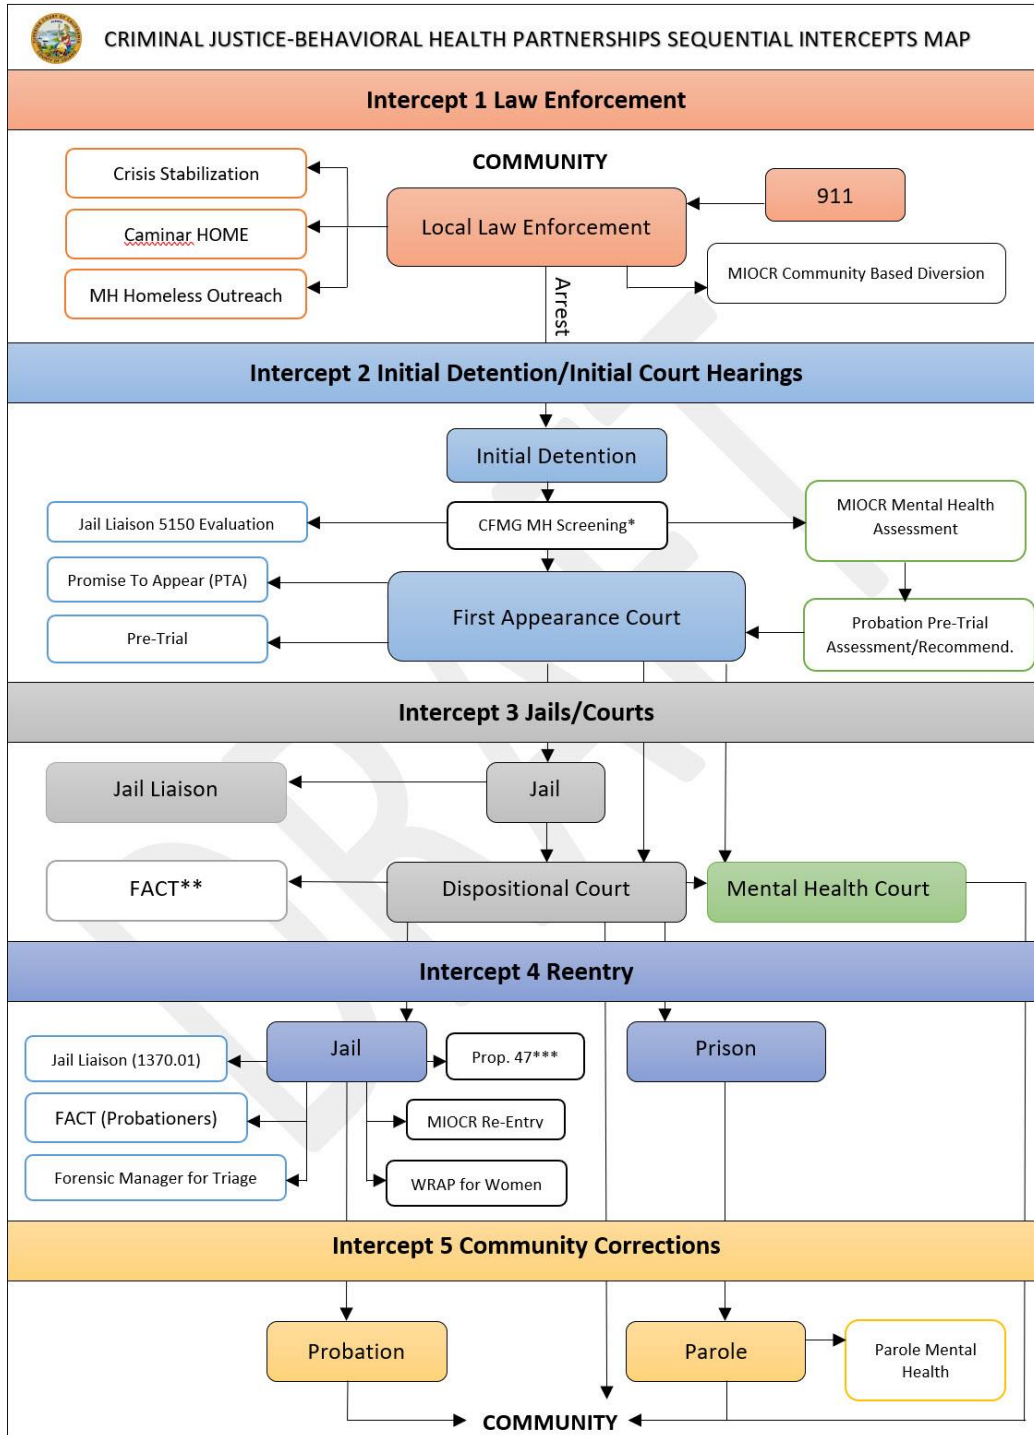 CRIMINAL JUSTICE-BEHAVIORAL HEALTH PARTNERSHIPS SEQUENTIAL INTERCEPTS MAP
Intercept 1 Law Enforcement
COMMUNITY
Crisis Stabilization
911
Local Law Enforcement
Caminar HOME
MIOCR Community Based Diversion
MH Homeless Outreach
Arrest
Intercept 2 Initial Detention/Initial Court Hearings
Initial Detention
Jail Liaison 5150 Evaluation
CFMG MH Screening*
MIOCR Mental Health
Assessment
Promise To Appear (PTA)
First Appearance Court
Pre-Trial
Probation Pre-Trial
Assessment/Recommend.
Intercept 3 Jails/Courts
Jail Liaison
Jail
FACT**
Dispositional Court
Mental Health Court
Intercept 4 Reentry
Jail
Prison
Jail Liaison (1370.01)
Prop. 47***
FACT (Probationers)
MIOCR Re-Entry
Forensic Manager for Triage
WRAP for Women
Intercept 5 Community Corrections
Probation
Parole
Parole Mental
Health
COMMUNITY
DRAFT